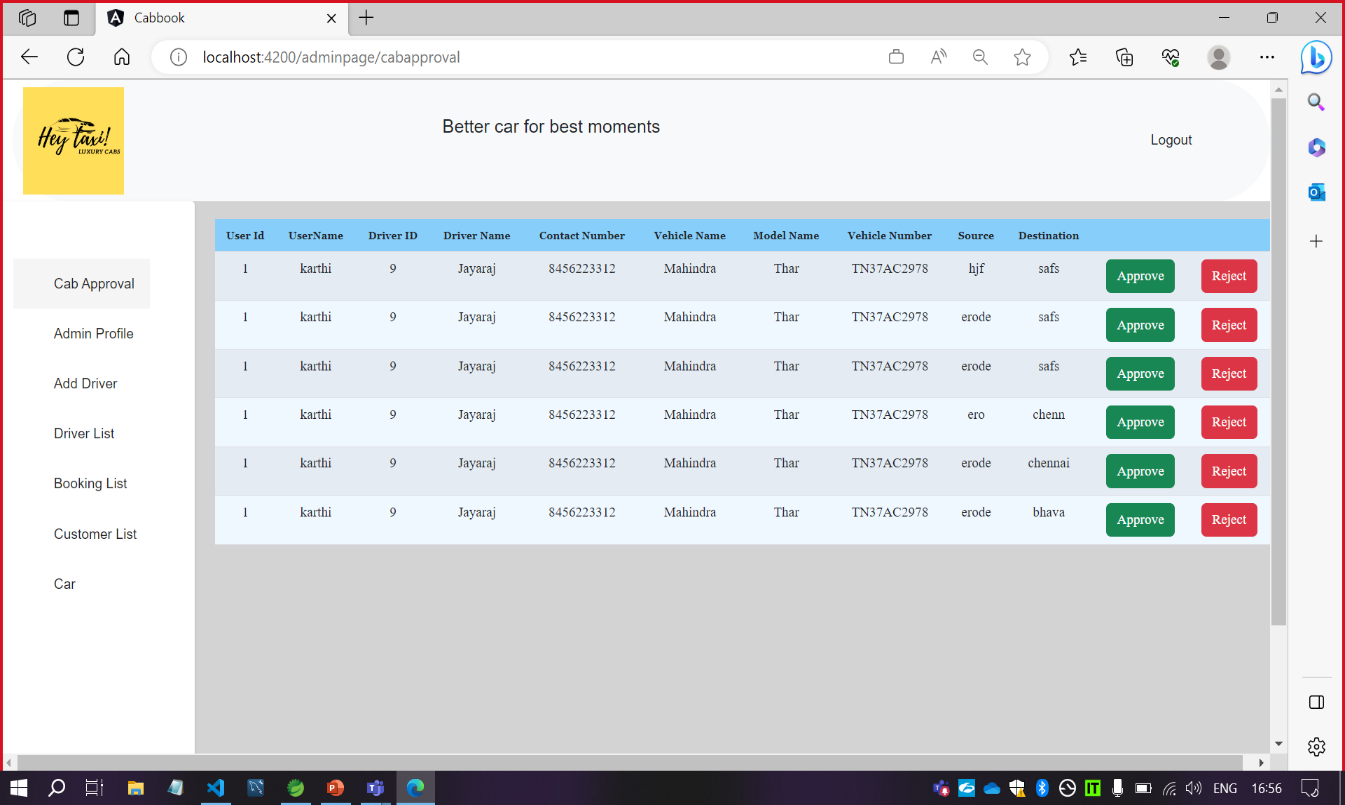 Cabbook
localhost:4200/adminpage/cabapproval
Hey taxi!
LUXURY CABS
Better car for best moments
Logout
Cab Approval
Admin Profile
Add Driver
Driver List
Booking List
Customer List
Car
User Id UserName Driver ID Driver Name Contact Number Vehicle Name Model Name Vehicle Number Source Destination
1 karthi 9 Jayaraj 8456223312 Mahindra Thar TN37AC2978 hjf safs Approve Reject
1 karthi 9 Jayaraj 8456223312 Mahindra Thar TN37AC2978 erode safs Approve Reject
1 karthi 9 Jayaraj 8456223312 Mahindra Thar TN37AC2978 erode safs Approve Reject
1 karthi 9 Jayaraj 8456223312 Mahindra Thar TN37AC2978 ero chenn Approve Reject
1 karthi 9 Jayaraj 8456223312 Mahindra Thar TN37AC2978 erode chennai Approve Reject
1 karthi 9 Jayaraj 8456223312 Mahindra Thar TN37AC2978 erode bhava Approve Reject
ENG 16:56